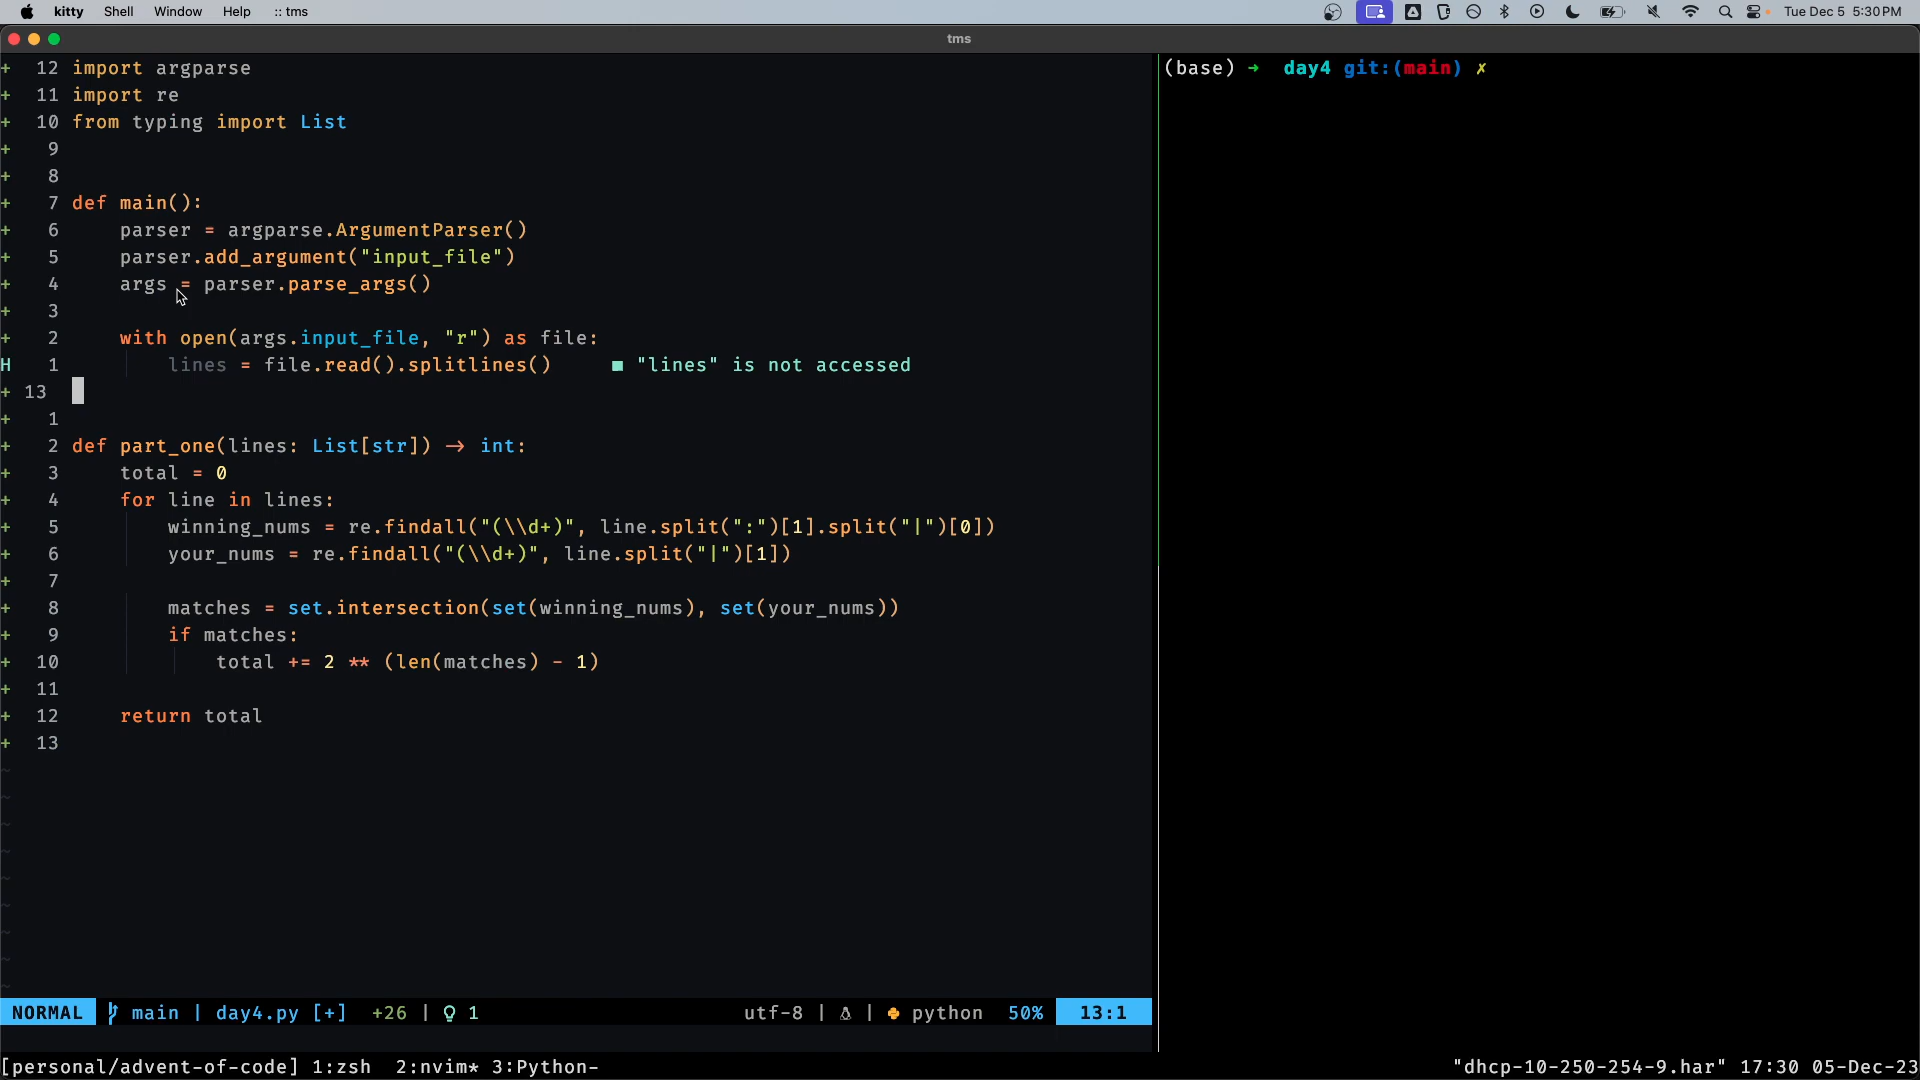 kitty Shell Window Help :: tms Tue Dec 5 5:30 PM
tms
+ 12 import argparse
+ 11 import re
+ 10 from typing import List
+ 9
+ 8
+ 7 def main():
+ 6 parser = argparse.ArgumentParser()
+ 5 parser.add_argument("input_file")
+ 4 args = parser.parse_args()
+ 3
+ 2 with open(args.input_file, "r") as file:
H 1 lines = file.read().splitlines() ■ "lines" is not accessed
+ 13
+ 1
+ 2 def part_one(lines: List[str]) → int:
+ 3 total = 0
+ 4 for line in lines:
+ 5 winning_nums = re.findall("(\\d+)", line.split(":")[1].split("|")[0])
+ 6 your_nums = re.findall("(\\d+)", line.split("|")[1])
+ 7
+ 8 matches = set.intersection(set(winning_nums), set(your_nums))
+ 9 if matches:
+ 10 total += 2 ** (len(matches) - 1)
+ 11
+ 12 return total
+ 13
~
~
~
~
~
~
~
~
~
NORMAL main | day4.py [+] +26 | 1 utf-8 | | python 50% 13:1
(base) → day4 git:(main) ✗
[personal/advent-of-code] 1:zsh 2:nvim* 3:Python- "dhcp-10-250-254-9.har" 17:30 05-Dec-23